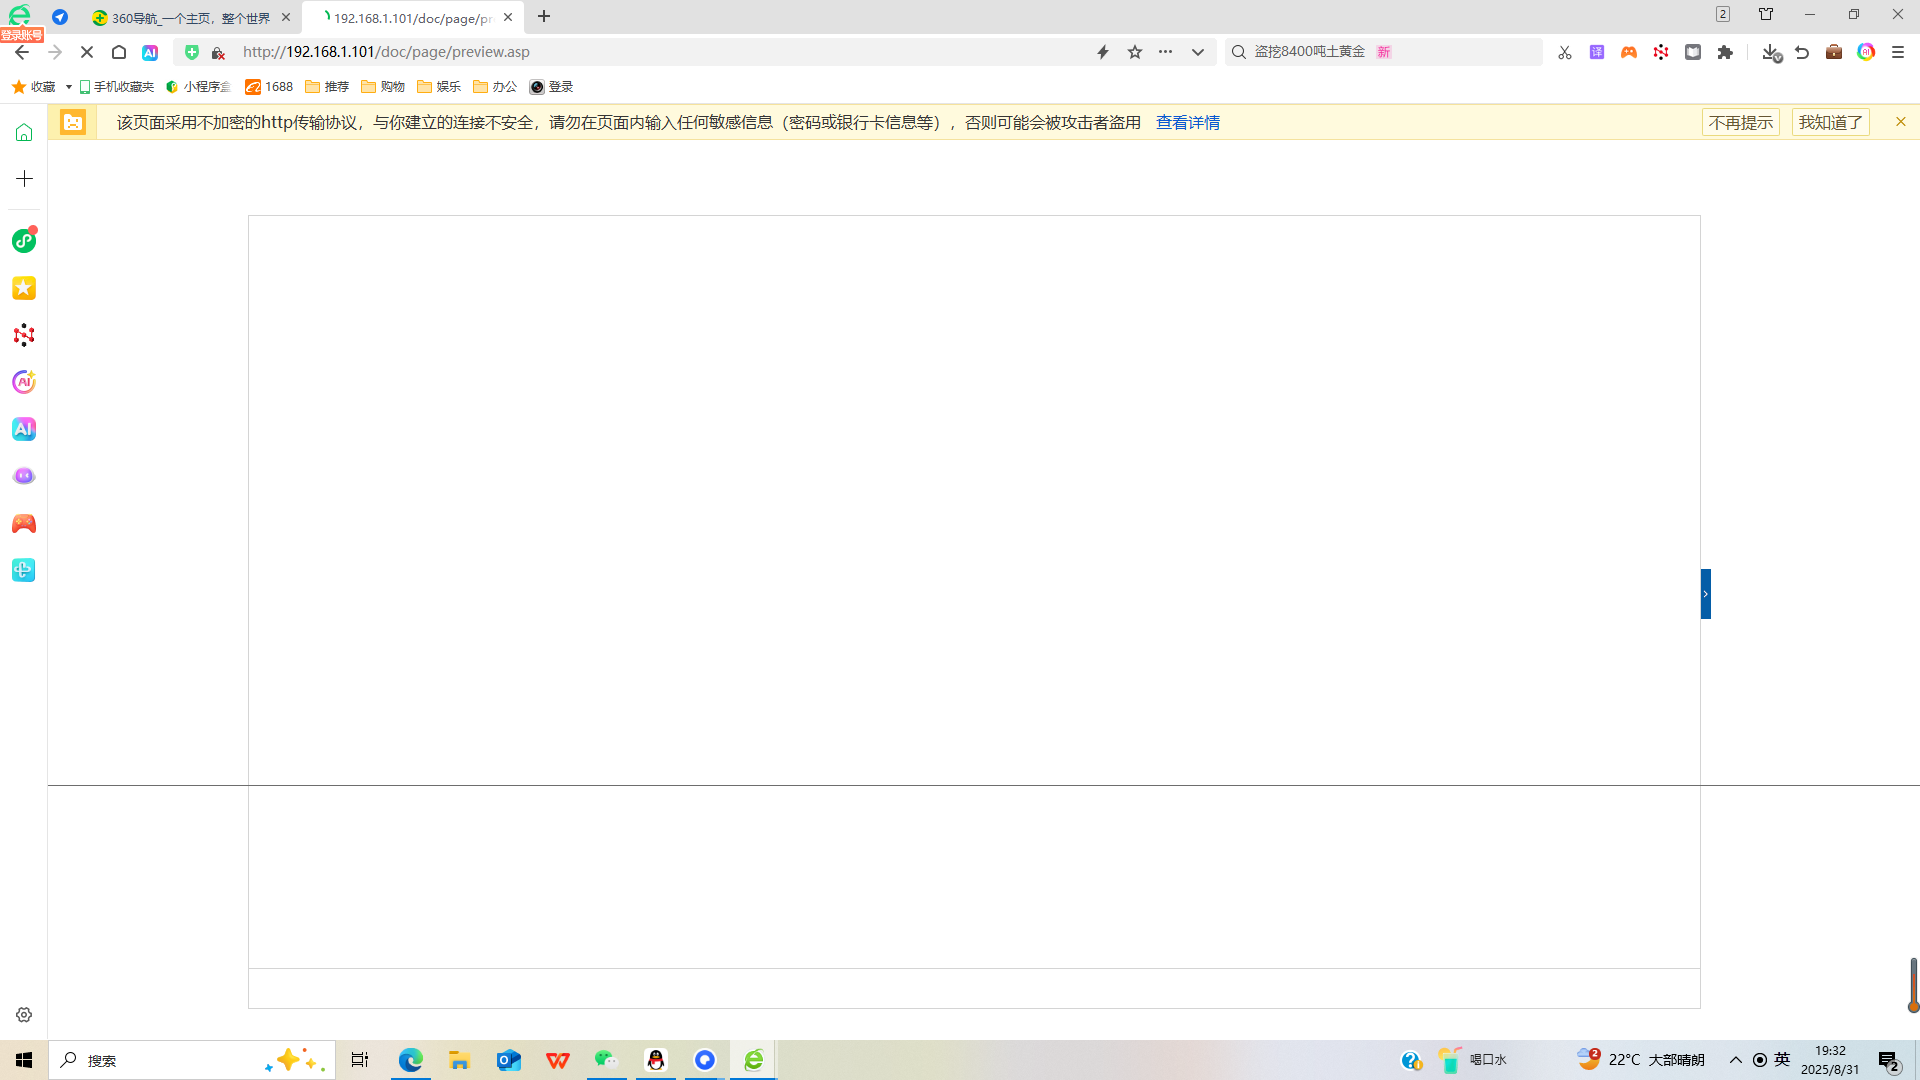 360导航_一个主页，整个世界
192.168.1.101/doc/page/pr
2
登录账号
AI
http://192.168.1.101/doc/page/preview.asp
盗挖8400吨土黄金
新
译
收藏
手机收藏夹
小程序盒
1688
推荐
购物
娱乐
办公
登录
该页面采用不加密的http传输协议，与你建立的连接不安全，请勿在页面内输入任何敏感信息（密码或银行卡信息等），否则可能会被攻击者盗用
查看详情
不再提示
我知道了
AI
AI
搜索
喝口水
2
22°C
大部晴朗
英
19:32
2025/8/31
2